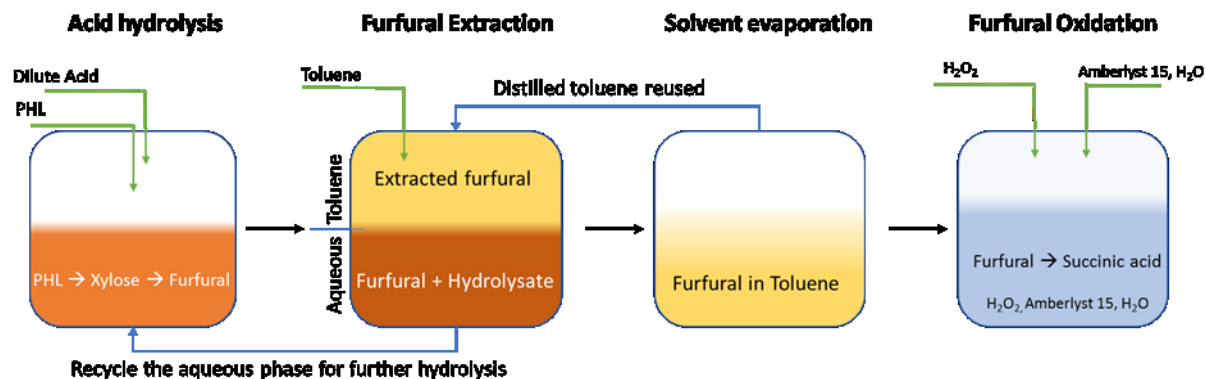 Acid hydrolysis
Furfural Extraction
Solvent evaporation
Furfural Oxidation
Dilute Acid
PHL
Toluene
Distilled toluene reused
H₂O₂
Amberlyst 15, H₂O
PHL → Xylose → Furfural
Toluene
Aqueous
Extracted furfural
Furfural + Hydrolysate
Furfural in Toluene
Furfural → Succinic acid
H₂O₂, Amberlyst 15, H₂O
Recycle the aqueous phase for further hydrolysis